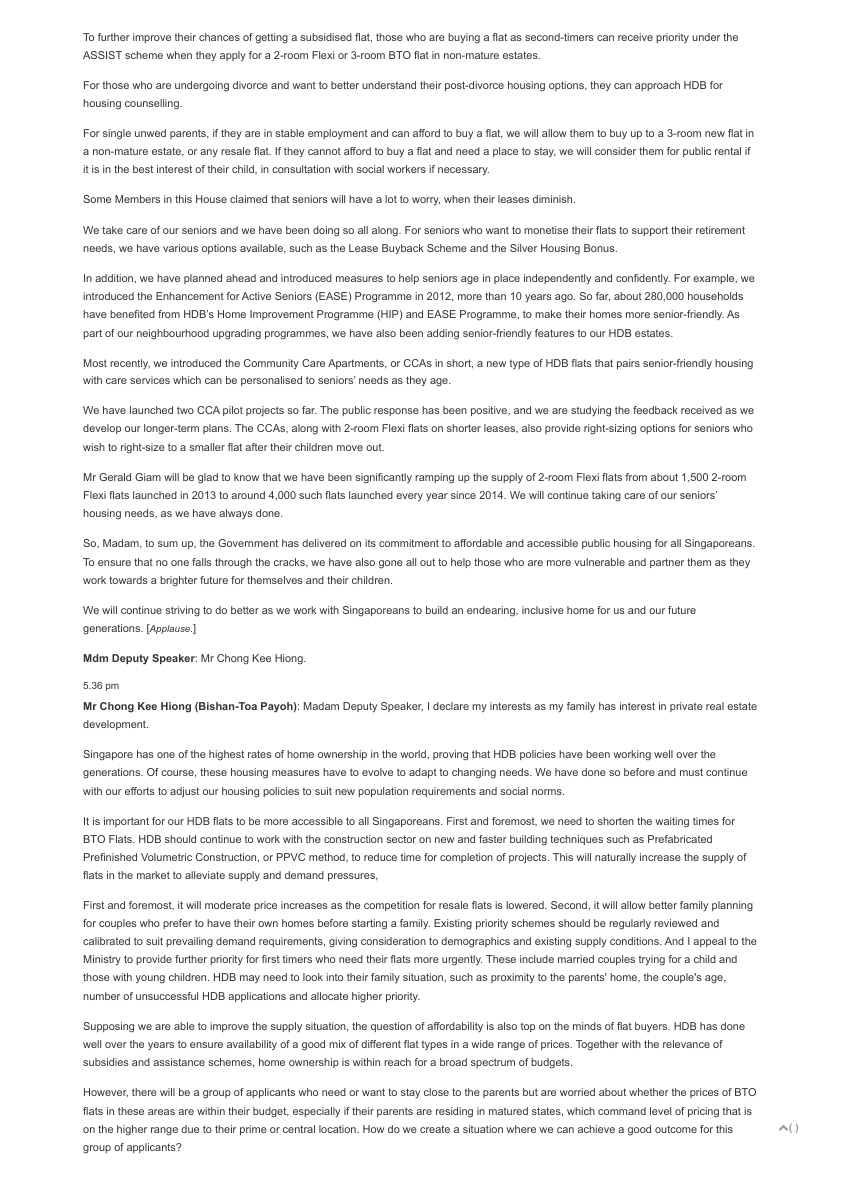 To further improve their chances of getting a subsidised flat, those who are buying a flat as second-timers can receive priority under the
ASSIST scheme when they apply for a 2-room Flexi or 3-room BTO flat in non-mature estates.
For those who are undergoing divorce and want to better understand their post-divorce housing options, they can approach HDB for
housing counselling.
For single unwed parents, if they are in stable employment and can afford to buy a flat, we will allow them to buy up to a 3-room new flat in
a non-mature estate, or any resale flat. If they cannot afford to buy a flat and need a place to stay, we will consider them for public rental if
it is in the best interest of their child, in consultation with social workers if necessary.
Some Members in this House claimed that seniors will have a lot to worry, when their leases diminish.
We take care of our seniors and we have been doing so all along. For seniors who want to monetise their flats to support their retirement
needs, we have various options available, such as the Lease Buyback Scheme and the Silver Housing Bonus.
In addition, we have planned ahead and introduced measures to help seniors age in place independently and confidently. For example, we
introduced the Enhancement for Active Seniors (EASE) Programme in 2012, more than 10 years ago. So far, about 280,000 households
have benefited from HDB's Home Improvement Programme (HIP) and EASE Programme, to make their homes more senior-friendly. As
part of our neighbourhood upgrading programmes, we have also been adding senior-friendly features to our HDB estates.
Most recently, we introduced the Community Care Apartments, or CCAs in short, a new type of HDB flats that pairs senior-friendly housing
with care services which can be personalised to seniors' needs as they age.
We have launched two CCA pilot projects so far. The public response has been positive, and we are studying the feedback received as we
develop our longer-term plans. The CCAs, along with 2-room Flexi flats on shorter leases, also provide right-sizing options for seniors who
wish to right-size to a smaller flat after their children move out.
Mr Gerald Giam will be glad to know that we have been significantly ramping up the supply of 2-room Flexi flats from about 1,500 2-room
Flexi flats launched in 2013 to around 4,000 such flats launched every year since 2014. We will continue taking care of our seniors'
housing needs, as we have always done.
So, Madam, to sum up, the Government has delivered on its commitment to affordable and accessible public housing for all Singaporeans.
To ensure that no one falls through the cracks, we have also gone all out to help those who are more vulnerable and partner them as they
work towards a brighter future for themselves and their children.
We will continue striving to do better as we work with Singaporeans to build an endearing, inclusive home for us and our future
generations. [Applause.]
Mdm Deputy Speaker: Mr Chong Kee Hiong.
5.36 pm
Mr Chong Kee Hiong (Bishan-Toa Payoh): Madam Deputy Speaker, I declare my interests as my family has interest in private real estate
development.
Singapore has one of the highest rates of home ownership in the world, proving that HDB policies have been working well over the
generations. Of course, these housing measures have to evolve to adapt to changing needs. We have done so before and must continue
with our efforts to adjust our housing policies to suit new population requirements and social norms.
It is important for our HDB flats to be more accessible to all Singaporeans. First and foremost, we need to shorten the waiting times for
BTO Flats. HDB should continue to work with the construction sector on new and faster building techniques such as Prefabricated
Prefinished Volumetric Construction, or PPVC method, to reduce time for completion of projects. This will naturally increase the supply of
flats in the market to alleviate supply and demand pressures,
First and foremost, it will moderate price increases as the competition for resale flats is lowered. Second, it will allow better family planning
for couples who prefer to have their own homes before starting a family. Existing priority schemes should be regularly reviewed and
calibrated to suit prevailing demand requirements, giving consideration to demographics and existing supply conditions. And I appeal to the
Ministry to provide further priority for first timers who need their flats more urgently. These include married couples trying for a child and
those with young children. HDB may need to look into their family situation, such as proximity to the parents' home, the couple's age,
number of unsuccessful HDB applications and allocate higher priority.
Supposing we are able to improve the supply situation, the question of affordability is also top on the minds of flat buyers. HDB has done
well over the years to ensure availability of a good mix of different flat types in a wide range of prices. Together with the relevance of
subsidies and assistance schemes, home ownership is within reach for a broad spectrum of budgets.
However, there will be a group of applicants who need or want to stay close to the parents but are worried about whether the prices of BTO
flats in these areas are within their budget, especially if their parents are residing in matured states, which command level of pricing that is
on the higher range due to their prime or central location. How do we create a situation where we can achieve a good outcome for this
group of applicants?
( )